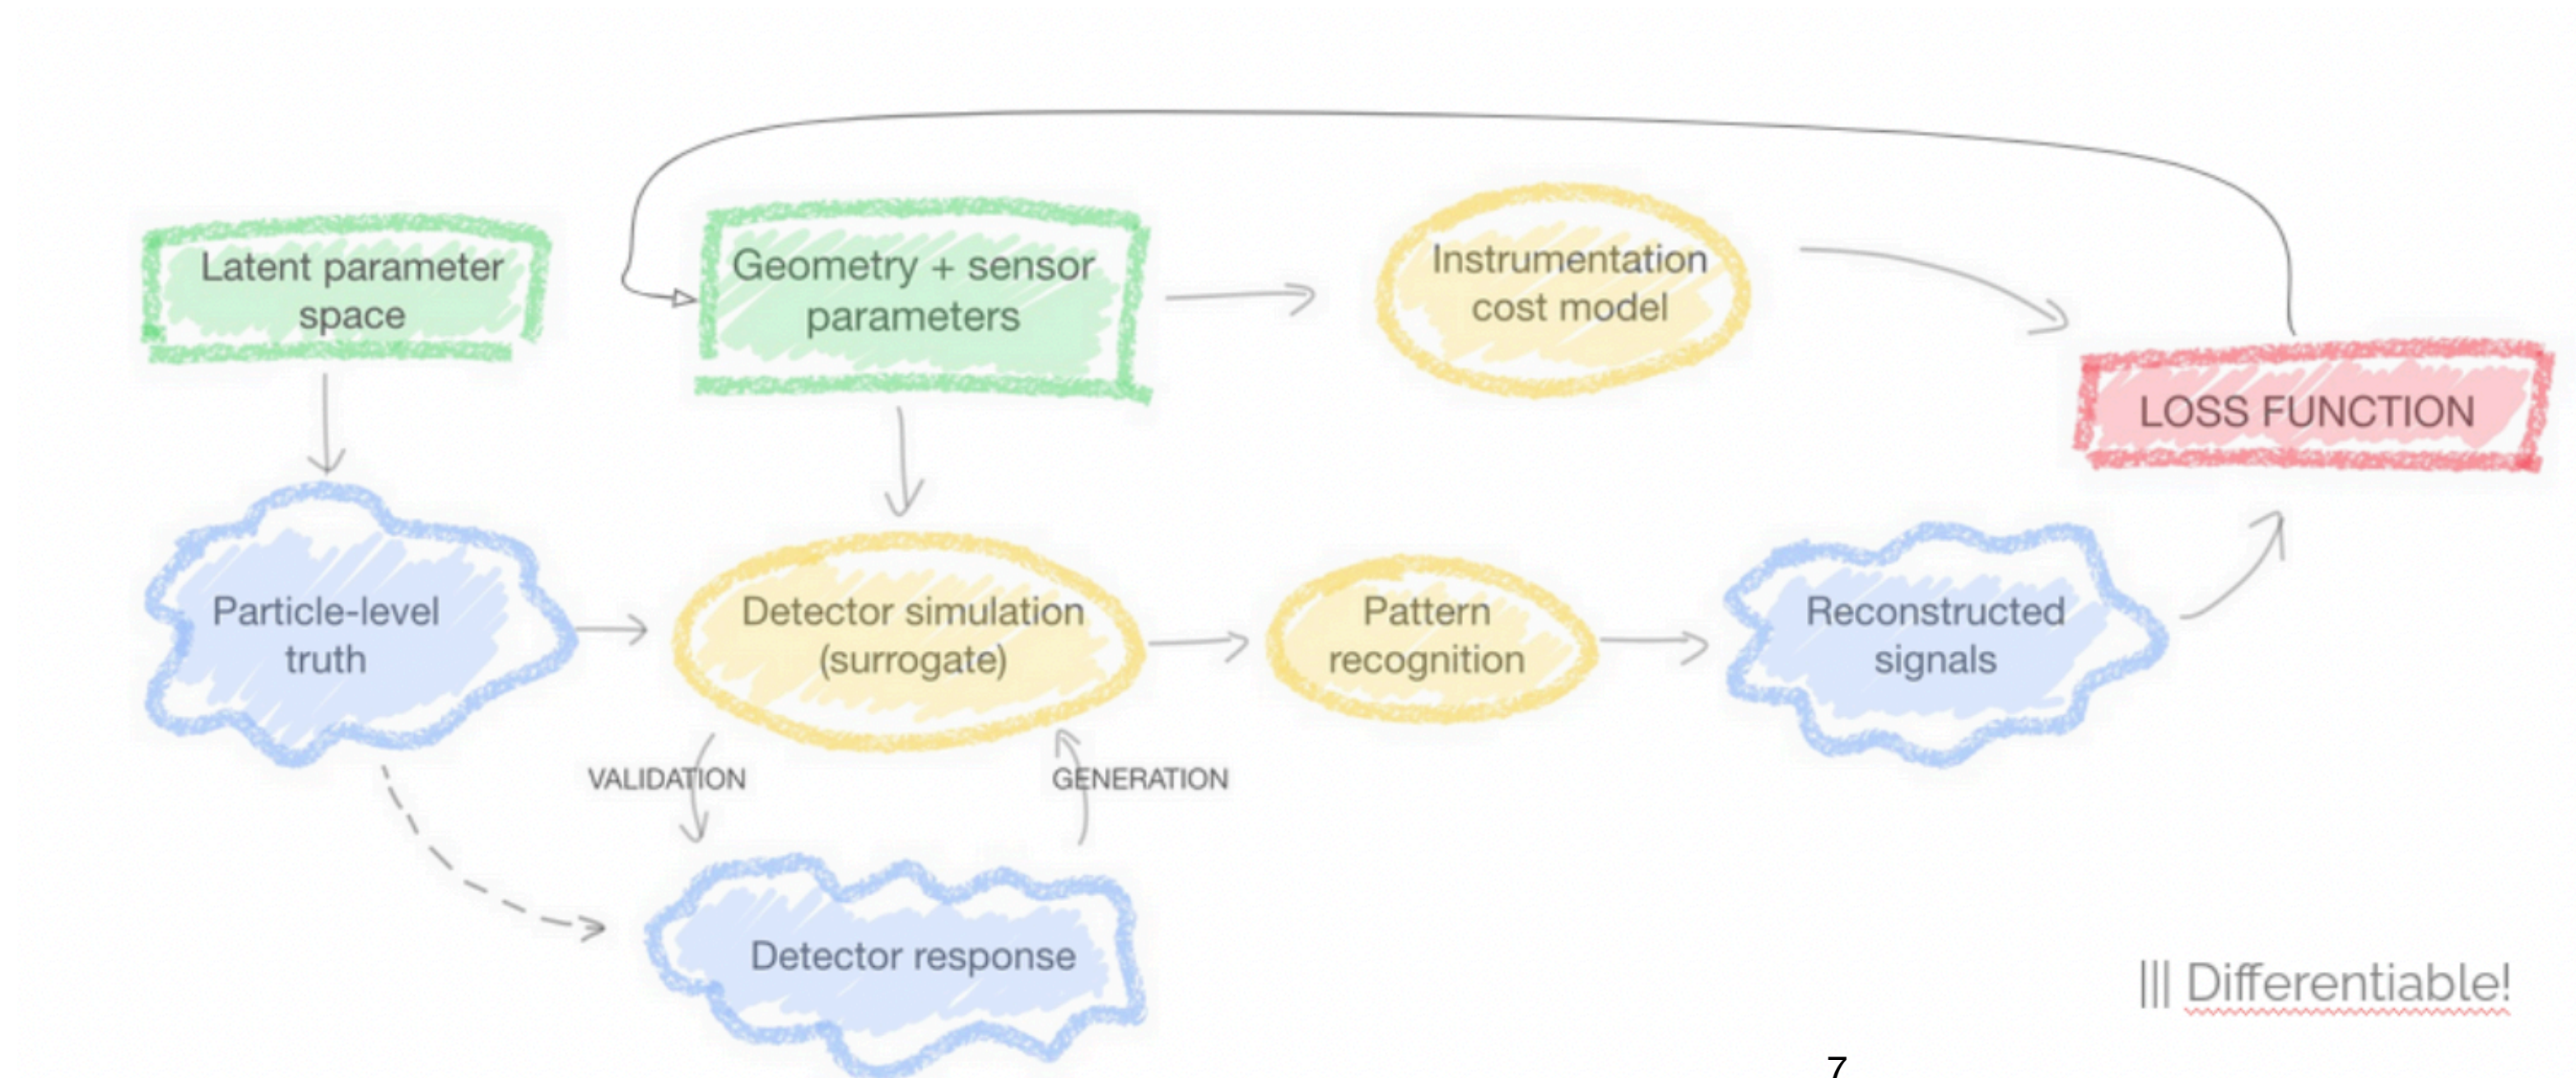 Latent parameter
space
Geometry + sensor
parameters
Instrumentation
cost model
LOSS FUNCTION
Particle-level
truth
Detector simulation
(surrogate)
Pattern
recognition
Reconstructed
signals
VALIDATION
GENERATION
Detector response
||| Differentiable!
7